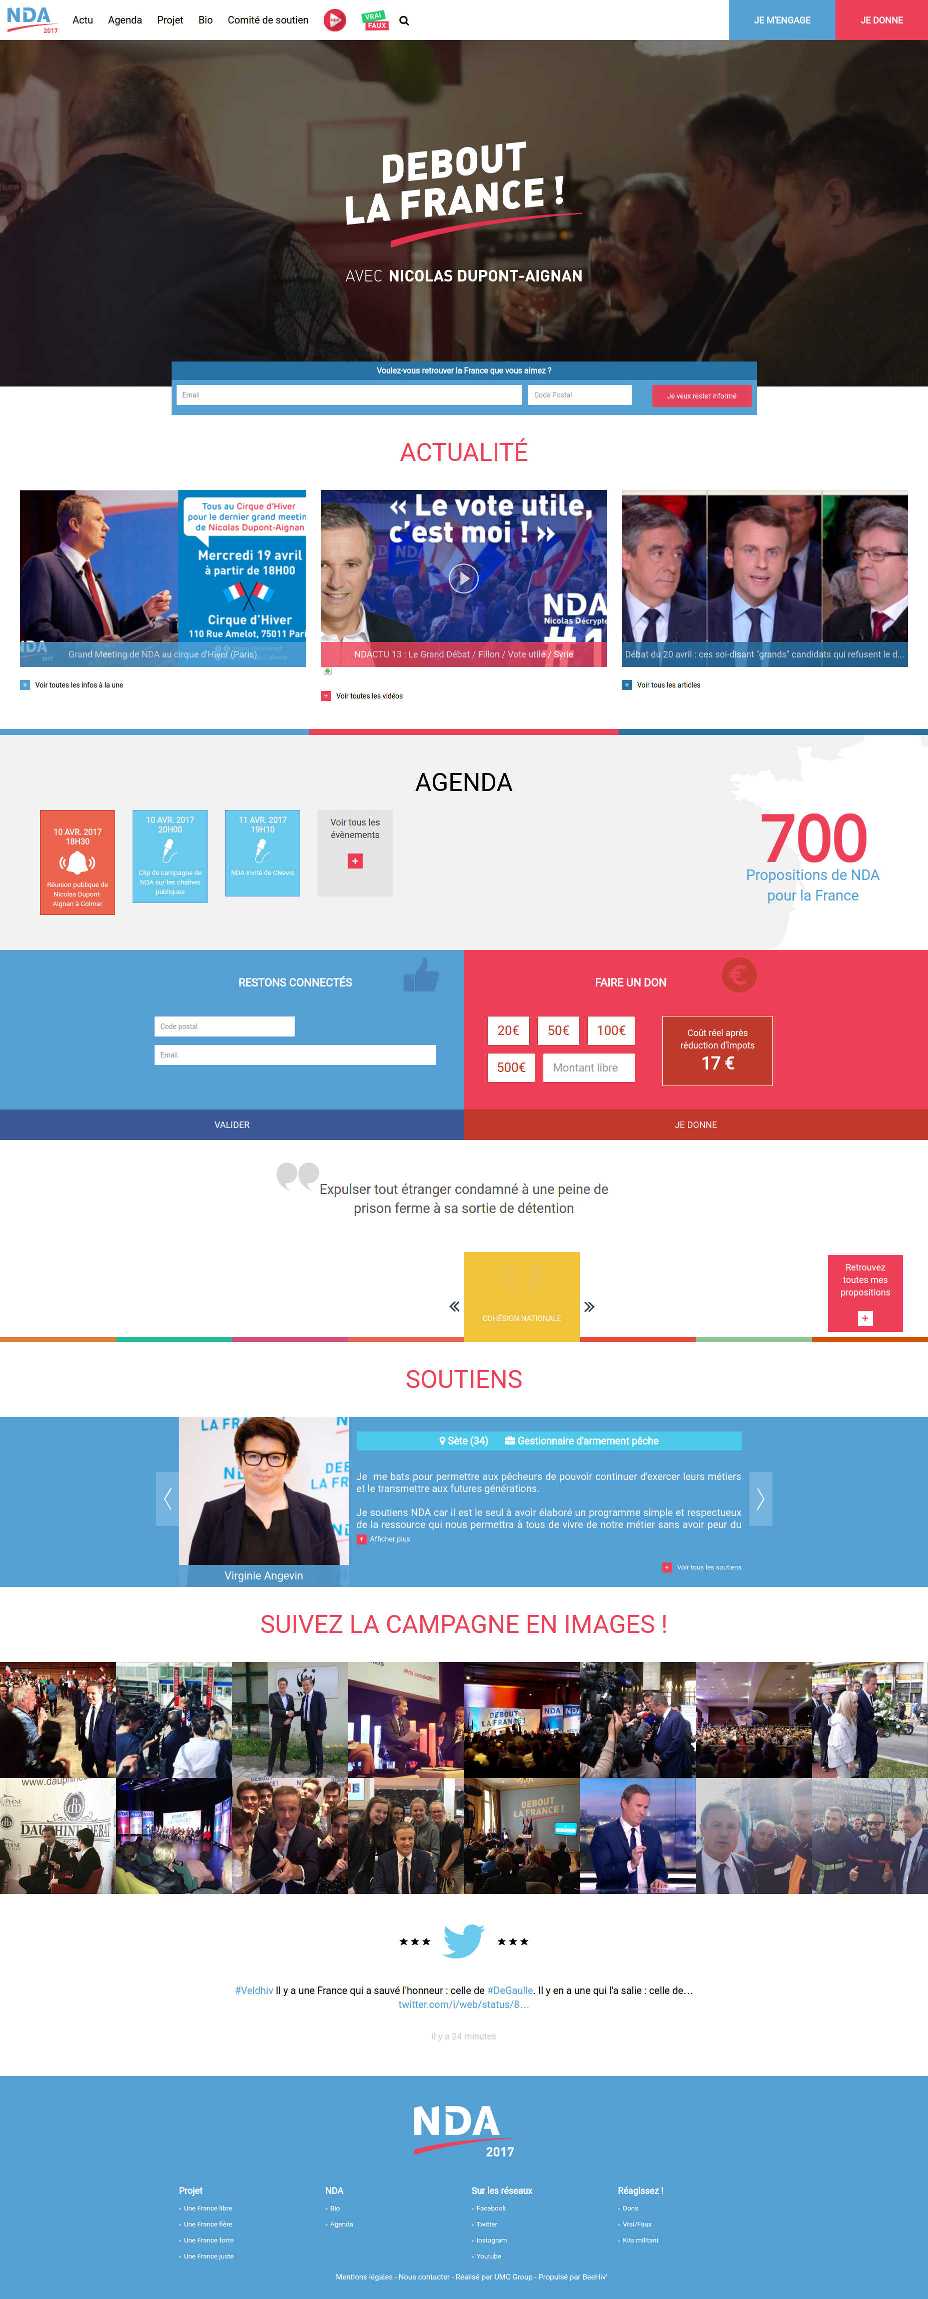 NDA
2017
Actu
Agenda
Projet
Bio
Comité de soutien
VRAI
FAUX
JE M'ENGAGE
JE DONNE
DEBOUT
LA FRANCE !
AVEC NICOLAS DUPONT-AIGNAN
Voulez-vous retrouver la France que vous aimez ?
Email
Code Postal
Je veux rester informé
ACTUALITÉ
Tous au Cirque d'Hiver
pour le dernier grand meetin
de Nicolas Dupont-Aignan
Mercredi 19 avril
à partir de 18H00
Cirque d'Hiver
110 Rue Amelot, 75011 Pari
Grand Meeting de NDA au cirque d'Hiver (Paris)
Voir toutes les infos à la une
« Le vote utile,
c'est moi ! »
NDA
Nicolas Décrypte
#1
NDACTU 13 : Le Grand Débat / Fillon / Vote utile / Syrie
Voir toutes les vidéos
Débat du 20 avril : ces soi-disant "grands" candidats qui refusent le d...
Voir tous les articles
AGENDA
10 AVR. 2017
18H30
Réunion publique de
Nicolas Dupont-
Aignan à Colmar
10 AVR. 2017
20H00
Clip de campagne de
NDA sur les chaînes
publiques
11 AVR. 2017
19H10
NDA invité de CNews
Voir tous les
évènements
700
Propositions de NDA
pour la France
RESTONS CONNECTÉS
Code postal
Email
VALIDER
FAIRE UN DON
20€
50€
100€
500€
Montant libre
Coût réel après
réduction d'impots
17 €
JE DONNE
Expulser tout étranger condamné à une peine de
prison ferme à sa sortie de détention
COHÉSION NATIONALE
Retrouvez
toutes mes
propositions
SOUTIENS
Virginie Angevin
Sète (34) Gestionnaire d'armement pêche
Je me bats pour permettre aux pêcheurs de pouvoir continuer d'exercer leurs métiers
et le transmettre aux futures générations.
Je soutiens NDA car il est le seul à avoir élaboré un programme simple et respectueux
de la ressource qui nous permettra à tous de vivre de notre métier sans avoir peur du
Afficher plus
Voir tous les soutiens
SUIVEZ LA CAMPAGNE EN IMAGES !
DEBOUT
LA FRANCE !
NDA
DEBOUT
LA FRANCE !
#Veldhiv Il y a une France qui a sauvé l'honneur : celle de #DeGaulle. Il y en a une qui l'a salie : celle de…
twitter.com/i/web/status/8…
il y a 34 minutes
NDA
2017
Projet
Une France libre
Une France fière
Une France forte
Une France juste
NDA
Bio
Agenda
Sur les réseaux
Facebook
Twitter
Instagram
Youtube
Réagissez !
Dons
Vrai/Faux
Kits militant
Mentions légales - Nous contacter - Réalisé par UMC Group - Propulsé par BeeHiv'